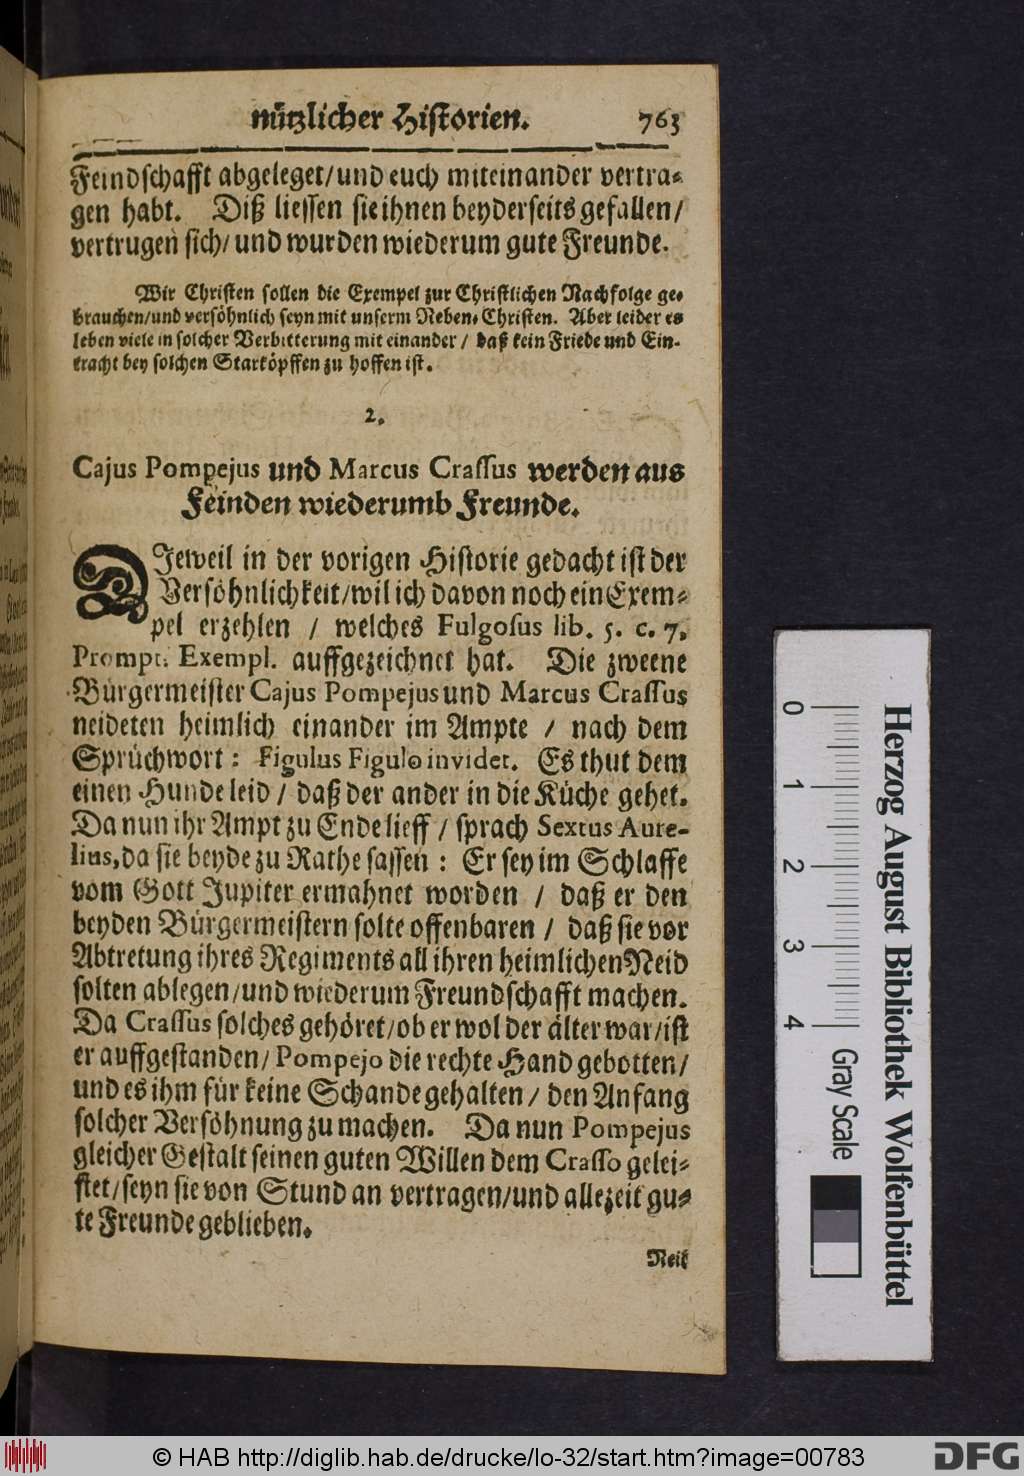 nützlicher Historien. 763
Feindschafft abgeleget/und euch miteinander vertra-
gen habt. Diß liessen sie ihnen beyderseits gefallen/
vertrugen sich/ und wurden wiederum gute Freunde.
Wir Christen sollen die Exempel zur Christlichen Nachfolge ge-
brauchen/und versöhnlich seyn mit unserm Neben-Christen. Aber leider es
leben viele in solcher Verbitterung mit einander / daß kein Friede und Ein-
tracht bey solchen Starköpffen zu hoffen ist.
2.
Cajus Pompejus und Marcus Crassus werden aus
Feinden wiederumb Freunde.
DJeweil in der vorigen Historie gedacht ist der
Versöhnlichkeit/wil ich davon noch ein Exem-
pel erzehlen / welches Fulgosus lib. 5. c. 7.
Prompt. Exempl. auffgezeichnet hat. Die zweene
Bürgermeister Cajus Pompejus und Marcus Crassus
neideten heimlich einander im Ampte / nach dem
Sprüchwort: Figulus Figulo invidet. Es thut dem
einen Hunde leid / daß der ander in die Küche gehet.
Da nun ihr Ampt zu Ende lieff / sprach Sextus Aure-
lius, da sie beyde zu Rathe sassen: Er sey im Schlaffe
vom Gott Jupiter ermahnet worden / daß er den
beyden Bürgermeistern solte offenbaren / daß sie vor
Abtretung ihres Regiments all ihren heimlichen Neid
solten ablegen/und wiederum Freundschafft machen.
Da Crassus solches gehöret/ob er wol der älter war/ist
er auffgestanden/ Pompejo die rechte Hand gebotten/
und es ihm für keine Schande gehalten / den Anfang
solcher Versöhnung zu machen. Da nun Pompejus
gleicher Gestalt seinen guten Willen dem Crasso gelei-
stet/seyn sie von Stund an vertragen/und allezeit gu-
te Freunde geblieben.
Neid
Herzog August Bibliothek Wolfenbüttel
0 1 2 3 4 Gray Scale
© HAB http://diglib.hab.de/drucke/lo-32/start.htm?image=00783
DFG